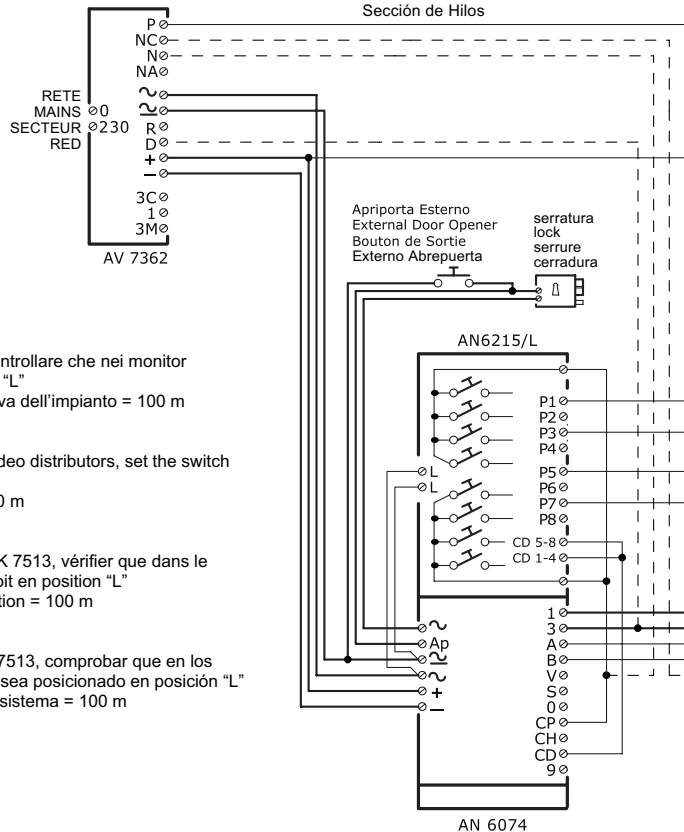 Sección de Hilos
P
NC
N
NA
RETE
MAINS 0
SECTEUR 230 R
RED D
+
−
3C
1
3M
AV 7362
Apriporta Esterno
External Door Opener
Bouton de Sortie
Externo Abrepuerta
serratura
lock
serrure
cerradura
ntrollare che nei monitor
“L”
va dell’impianto = 100 m
deo distributors, set the switch
0 m
K 7513, vérifier que dans le
oit en position “L”
tion = 100 m
7513, comprobar que en los
sea posicionado en posición “L”
sistema = 100 m
AN6215/L
P1
P2
P3
P4
L P5
L P6
P7
P8
CD 5-8
CD 1-4
~ 1
3
Ap A
~ B
~ V
+ S
− 0
CP
CH
CD
9
AN 6074